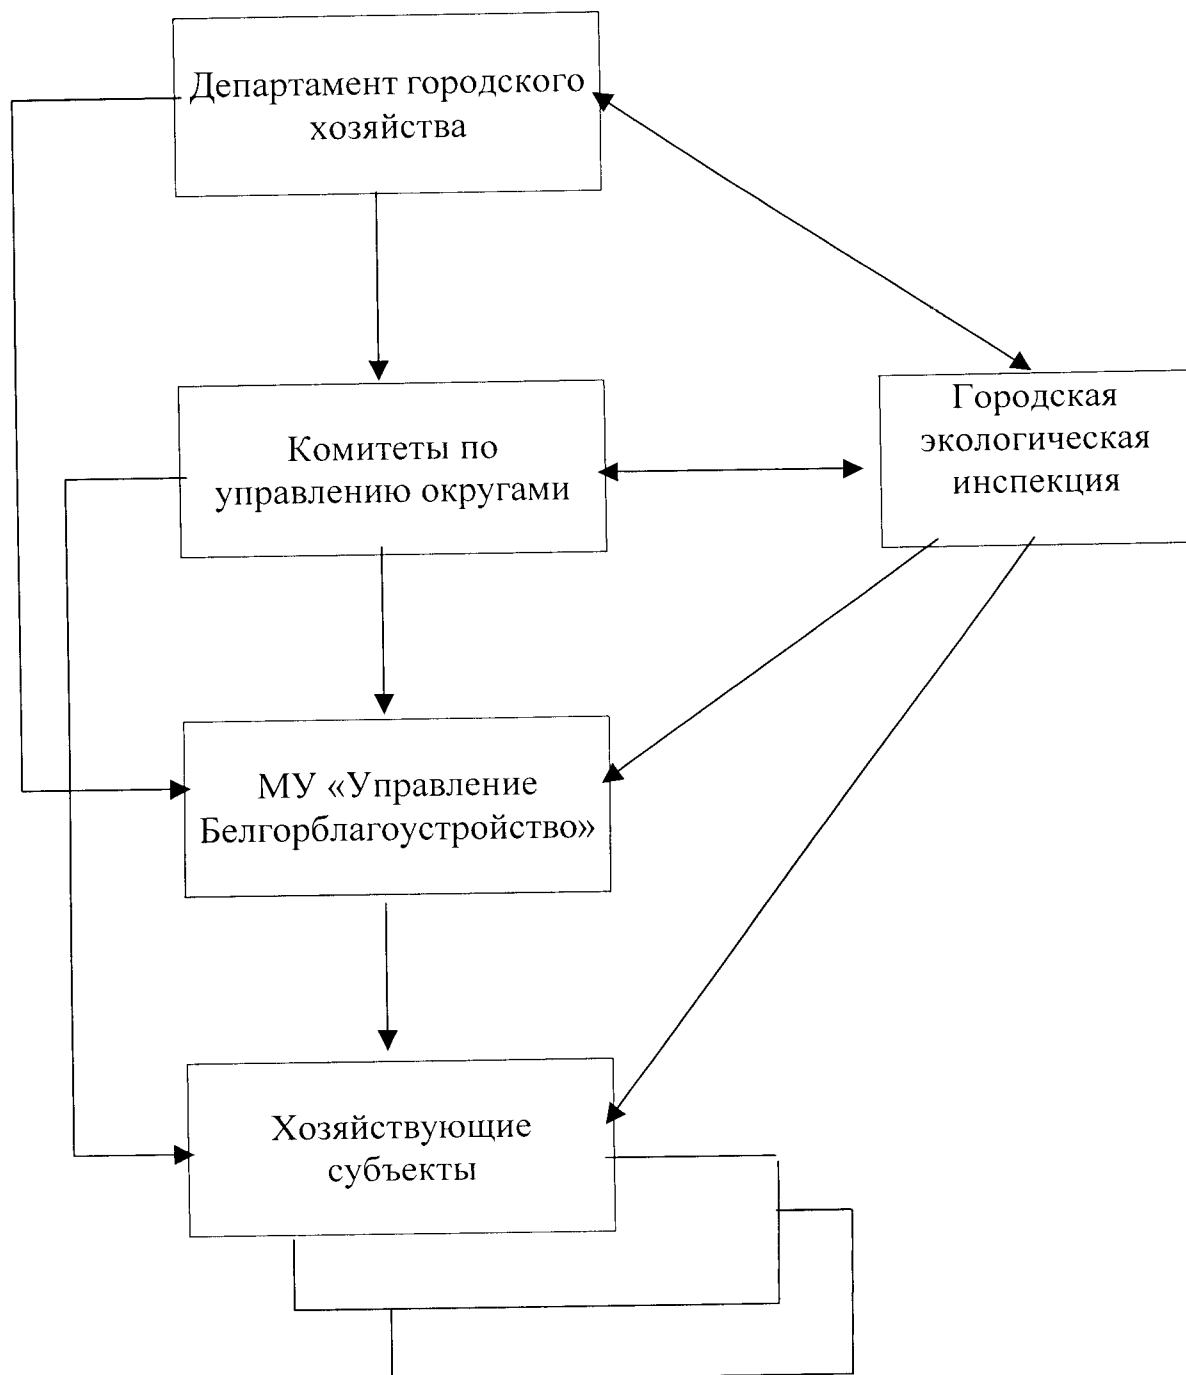 Департамент городского
хозяйства
Комитеты по
управлению округами
Городская
экологическая
инспекция
МУ «Управление
Белгорблагоустройство»
Хозяйствующие
субъекты